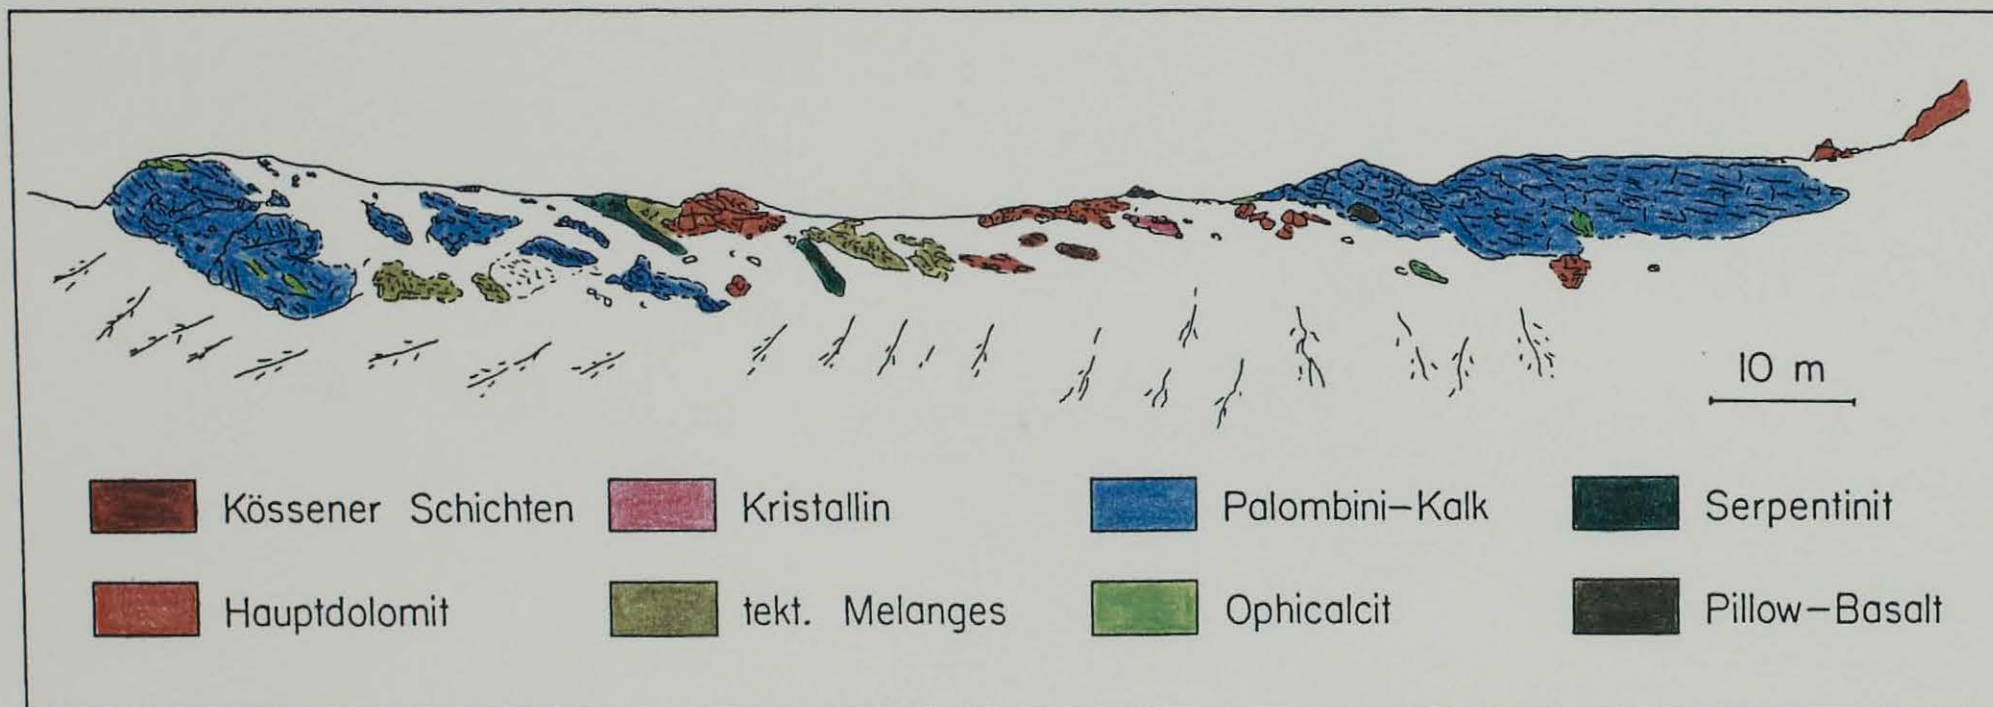 10 m
Kössener Schichten
Kristallin
Palombini-Kalk
Serpentinit
Hauptdolomit
tekt. Melanges
Ophicalcit
Pillow-Basalt